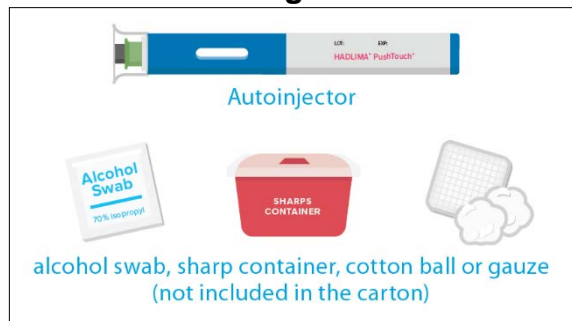 LOT: EXP:
HADLIMA® PushTouch®
Autoinjector
Alcohol
Swab
70% isopropyl
SHARPS
CONTAINER
alcohol swab, sharp container, cotton ball or gauze
(not included in the carton)